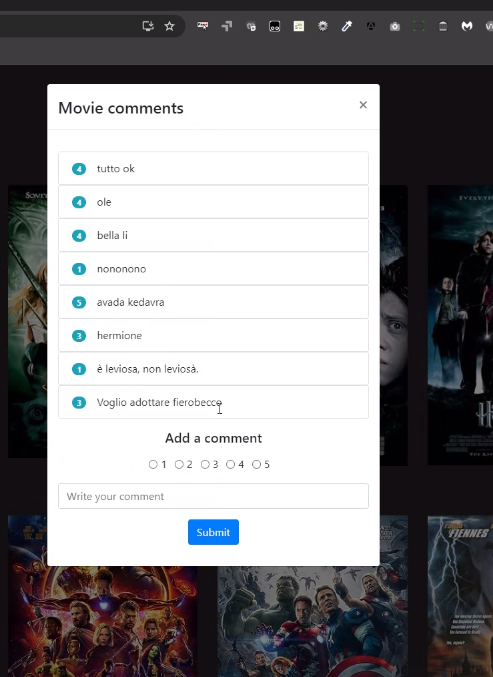 Movie comments
×
4 tutto ok
4 ole
4 bella li
1 nononono
5 avada kedavra
3 hermione
1 è leviosa, non leviosà.
3 Voglio adottare fierobecco
Add a comment
1 2 3 4 5
Write your comment
Submit
FIENNES